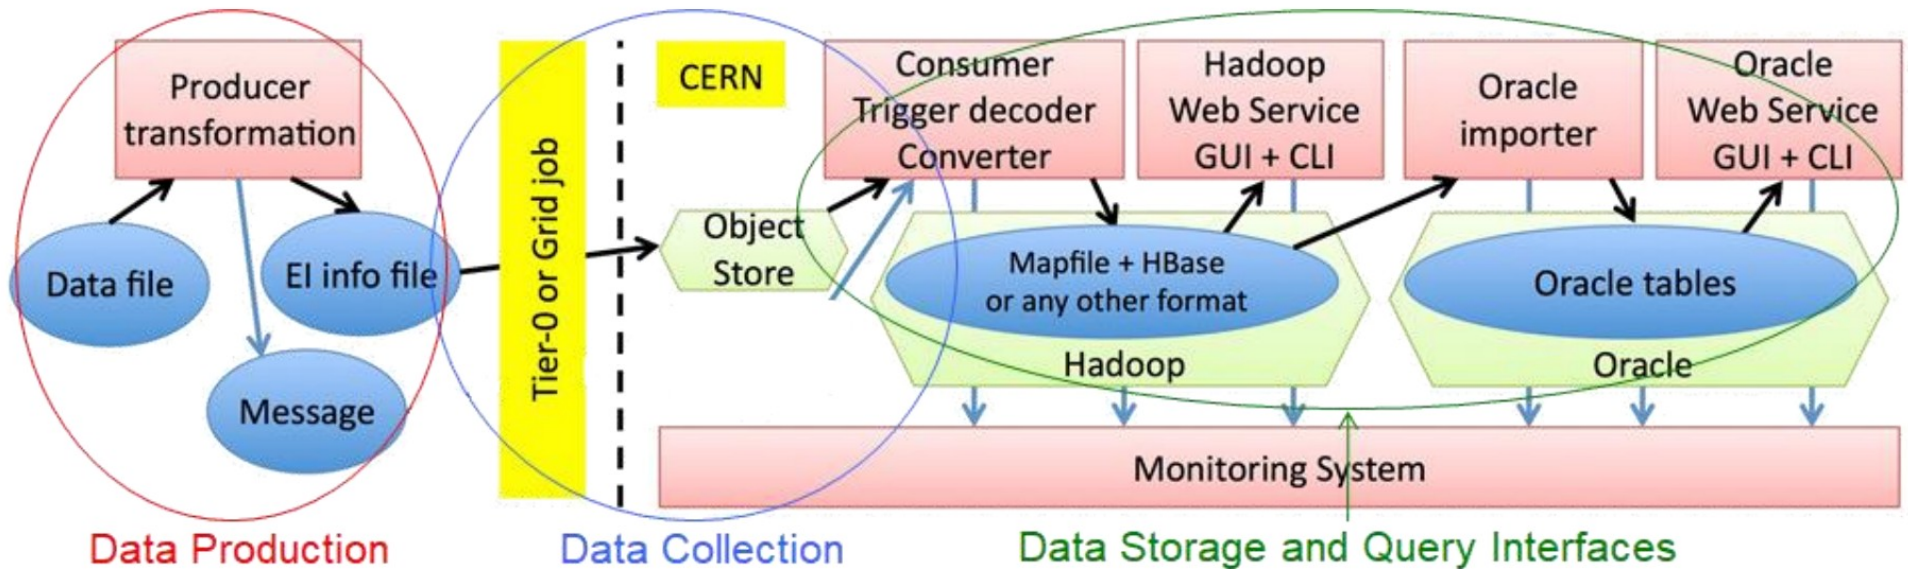 Producer
transformation
Data file
EI info file
Message
Tier-0 or Grid job
CERN
Object
Store
Consumer
Trigger decoder
Converter
Hadoop
Web Service
GUI + CLI
Oracle
importer
Oracle
Web Service
GUI + CLI
Mapfile + HBase
or any other format
Hadoop
Oracle tables
Oracle
Monitoring System
Data Production
Data Collection
Data Storage and Query Interfaces